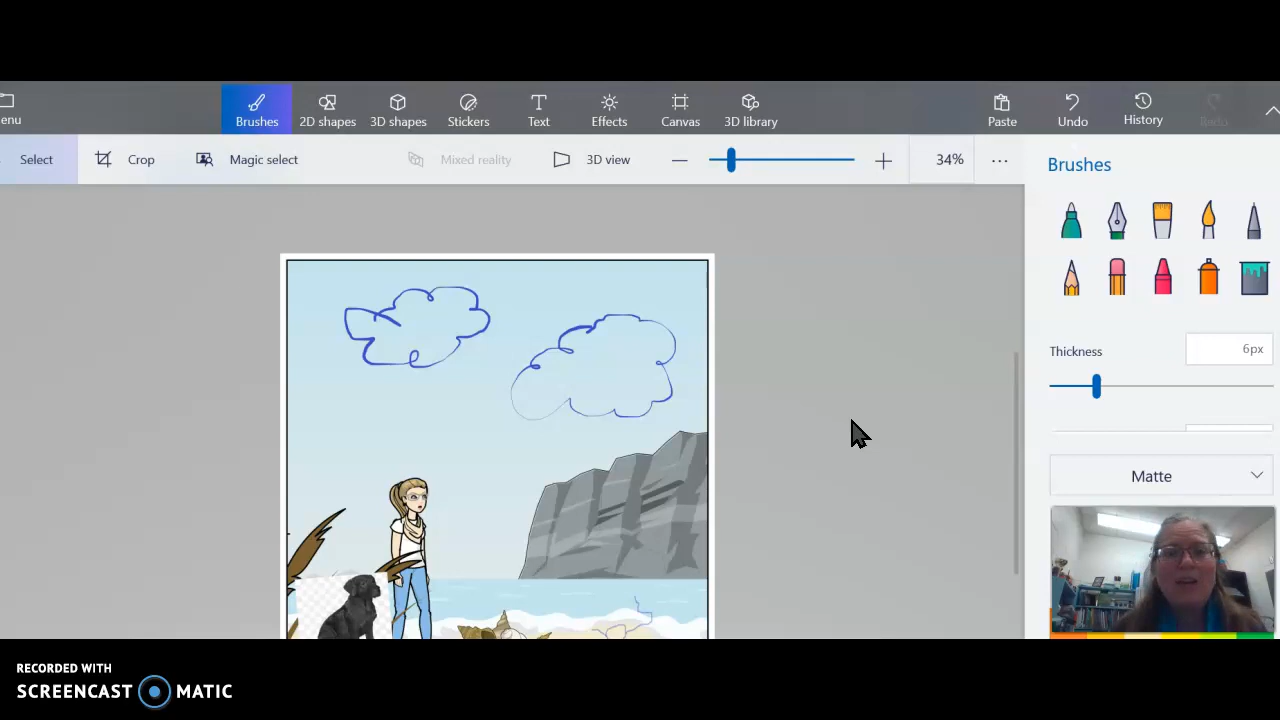 enu
Brushes
2D shapes
3D shapes
Stickers
Text
Effects
Canvas
3D library
Paste
Undo
History
Redo
Select
Crop
Magic select
Mixed reality
3D view
34%
Brushes
Thickness
6px
Matte
RECORDED WITH
SCREENCAST MATIC